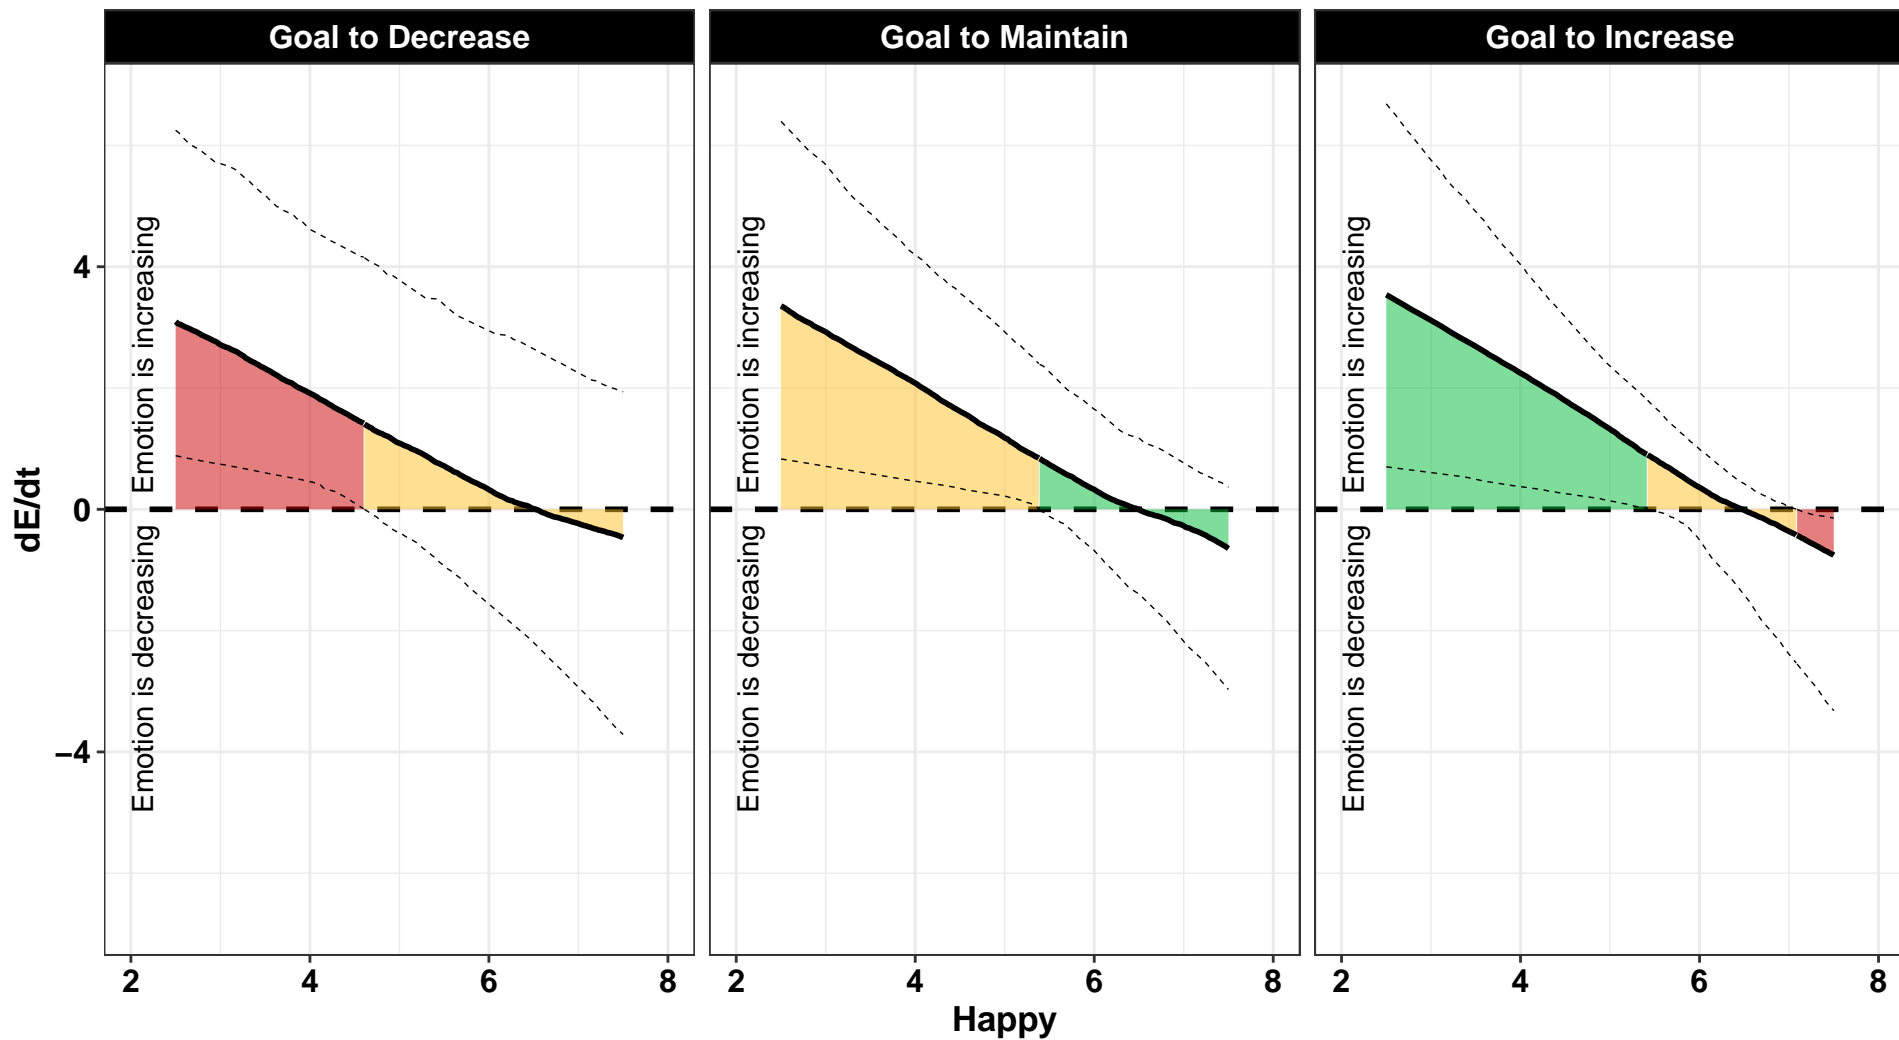 Goal to Decrease
Goal to Maintain
Goal to Increase
dE/dt
4
0
−4
Emotion is increasing
Emotion is decreasing
Emotion is increasing
Emotion is decreasing
Emotion is increasing
Emotion is decreasing
2 4 6 8
2 4 6 8
2 4 6 8
Happy